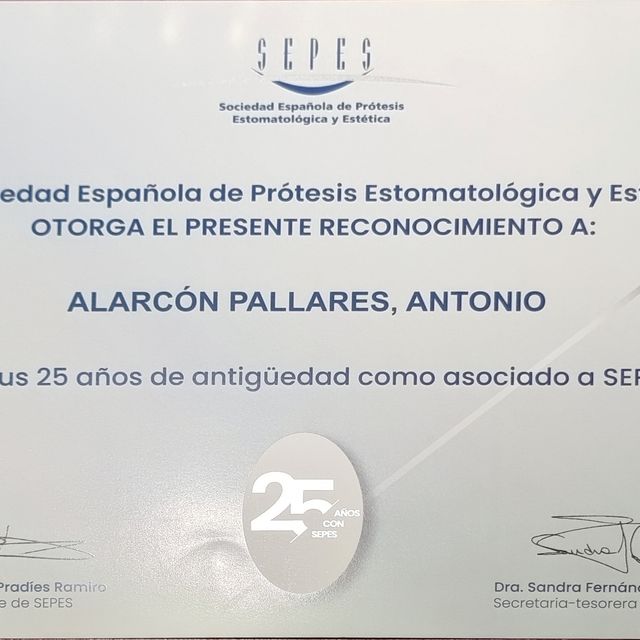 SEPES
Sociedad Española de Prótesis
Estomatológica y Estética
edad Española de Prótesis Estomatológica y Es
OTORGA EL PRESENTE RECONOCIMIENTO A:
ALARCÓN PALLARES, ANTONIO
us 25 años de antigüedad como asociado a SEP
25 AÑOS
CON
SEPES
Pradíes Ramiro
e de SEPES
Dra. Sandra Fernánd
Secretaria-tesorera